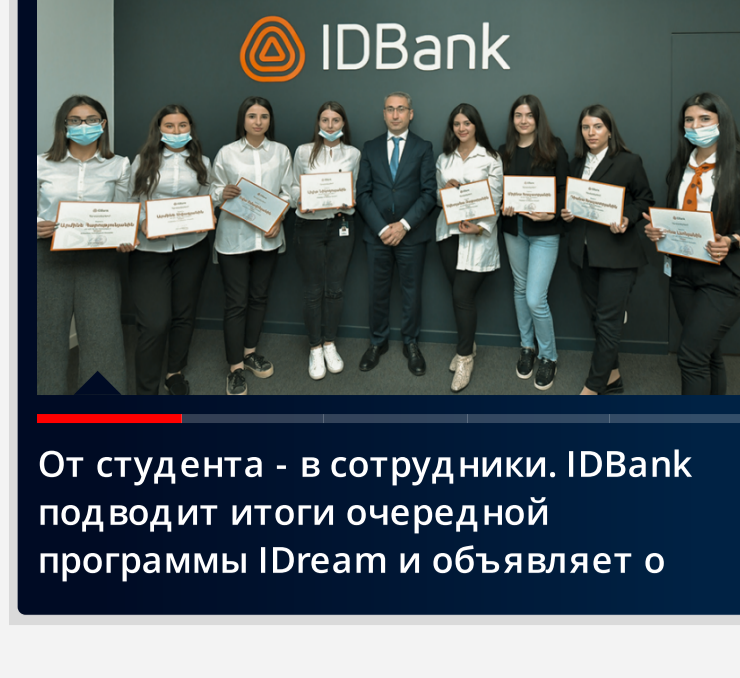 IDBank
От студента - в сотрудники. IDBank
подводит итоги очередной
программы IDream и объявляет о